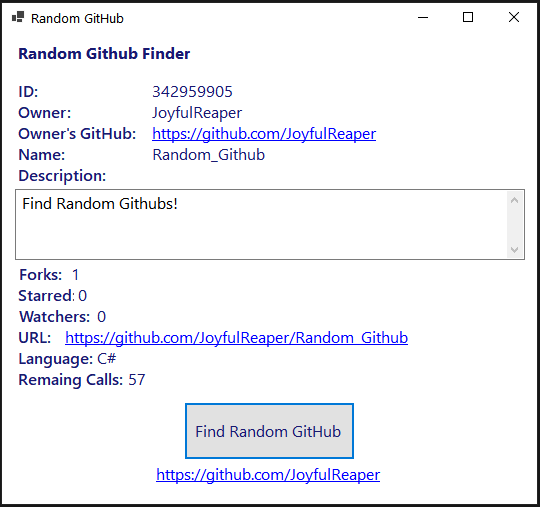 Random GitHub
Random Github Finder
ID: 342959905
Owner: JoyfulReaper
Owner's GitHub: https://github.com/JoyfulReaper
Name: Random_Github
Description:
Find Random Githubs!
Forks: 1
Starred: 0
Watchers: 0
URL: https://github.com/JoyfulReaper/Random_Github
Language: C#
Remaing Calls: 57
Find Random GitHub
https://github.com/JoyfulReaper